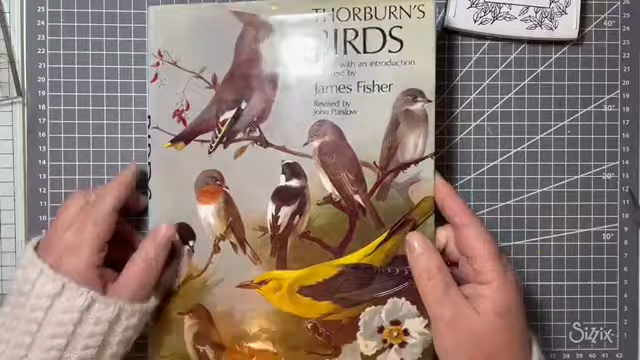 THORBURN'S
BIRDS
with an introduction
by
James Fisher
Revised by
John Parslow
Sizzix